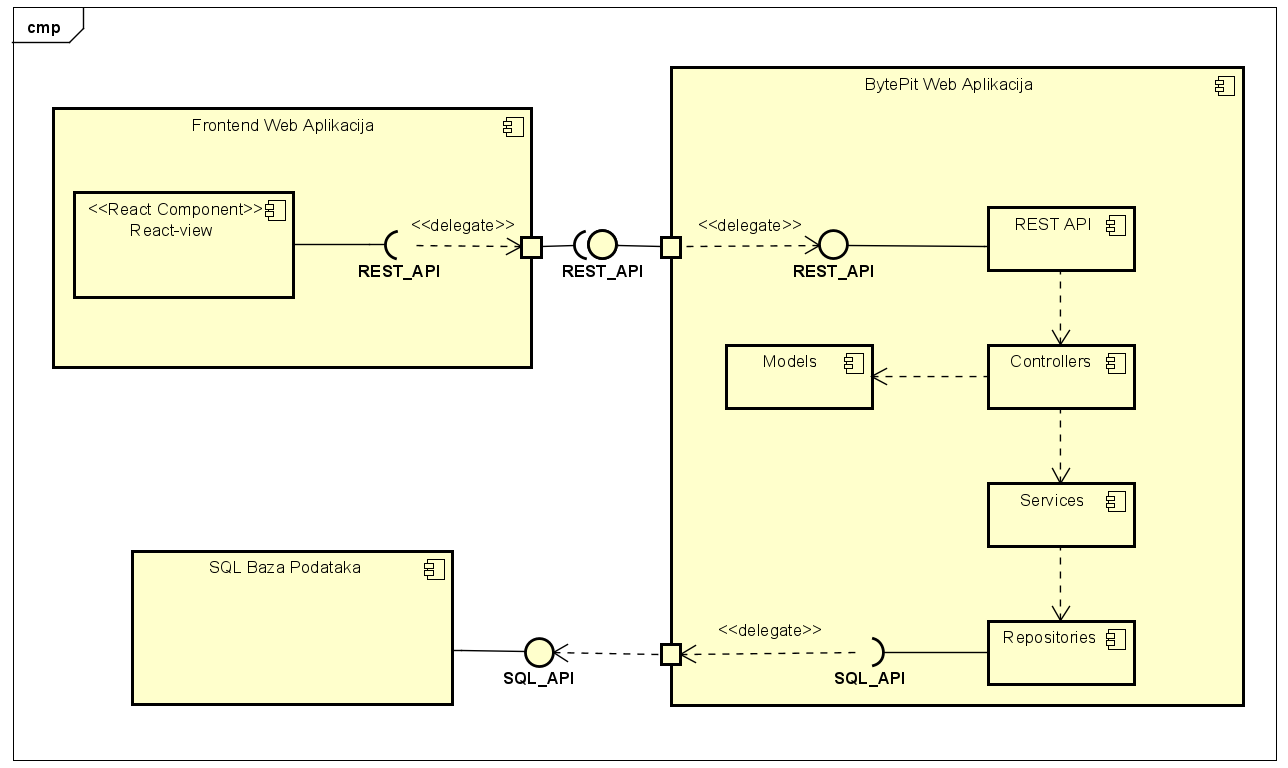 cmp
BytePit Web Aplikacija
Frontend Web Aplikacija
<<React Component>>
React-view
<<delegate>>
REST_API
REST_API
<<delegate>>
REST_API
REST API
Models
Controllers
Services
SQL Baza Podataka
SQL_API
<<delegate>>
SQL_API
Repositories